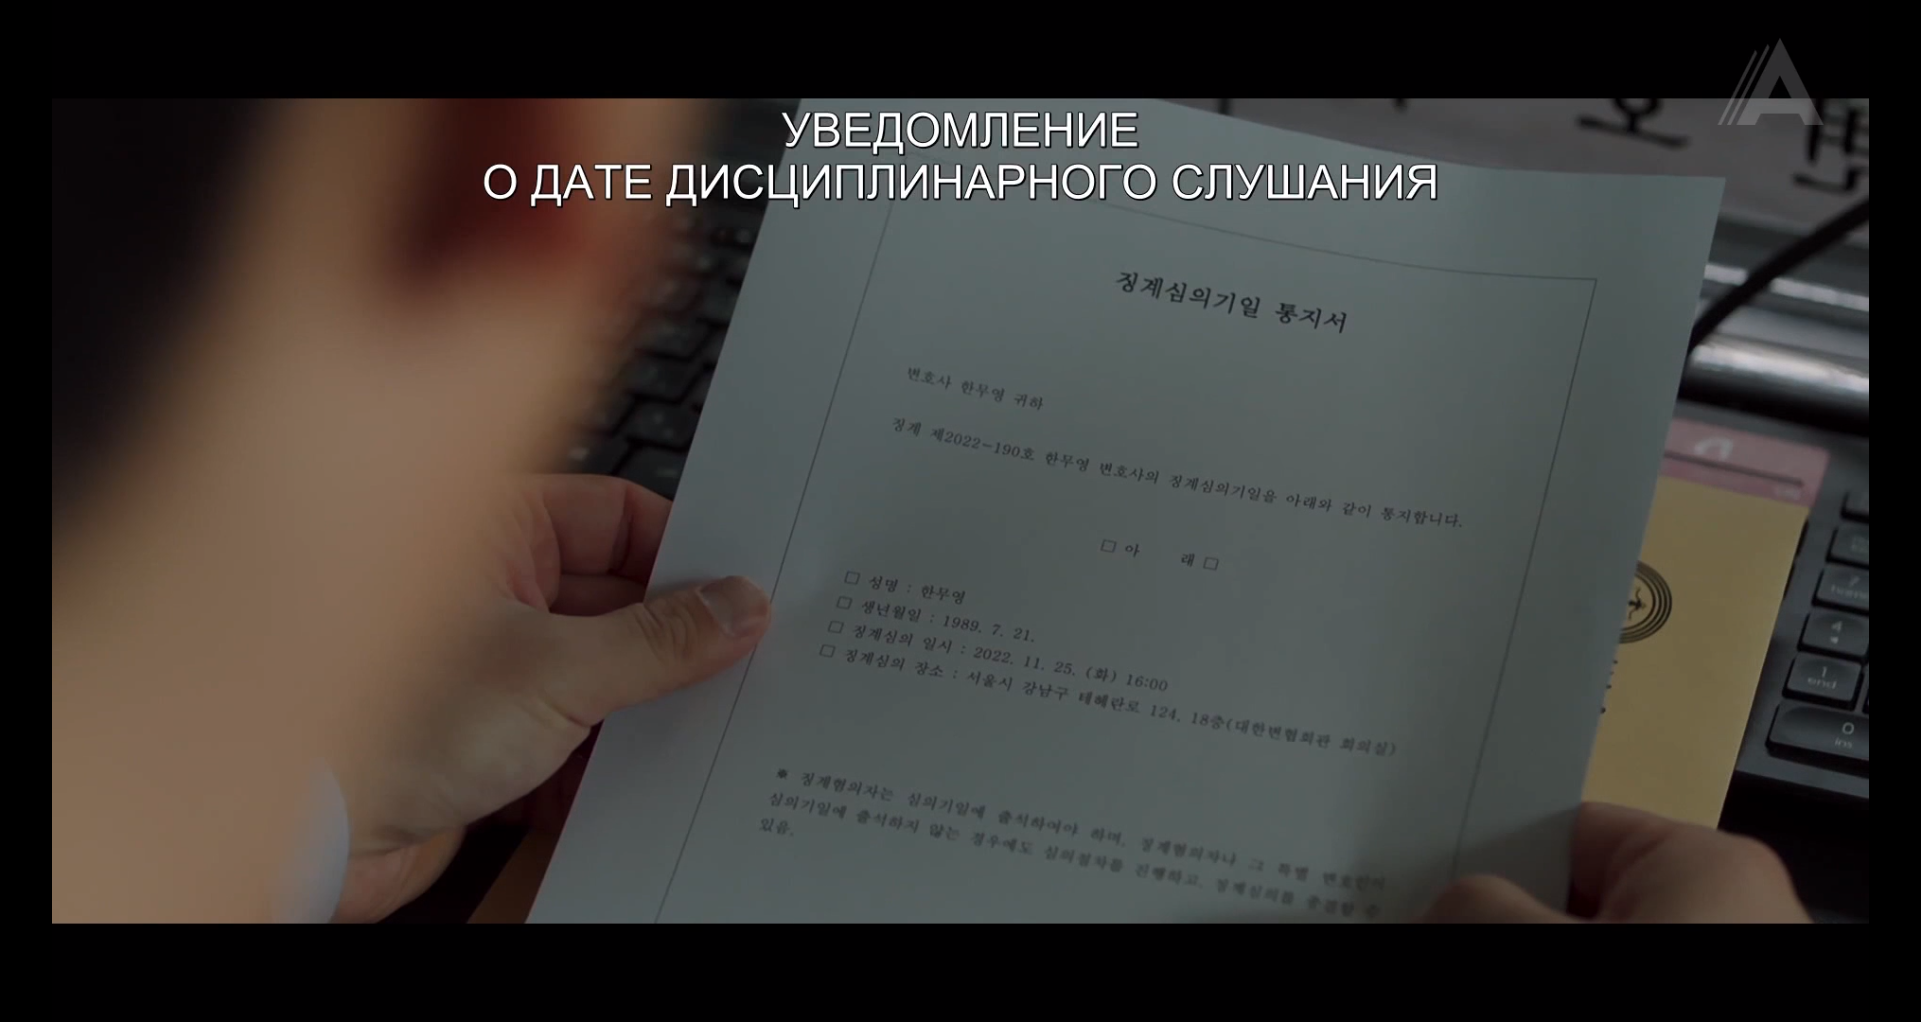 УВЕДОМЛЕНИЕ
О ДАТЕ ДИСЦИПЛИНАРНОГО СЛУШАНИЯ
징계심의기일 통지서
변호사 한무영 귀하
징계 제2022-190호 한무영 변호사의 징계심의기일을 아래와 같이 통지합니다.
□ 아 래 □
□ 성명 : 한무영
□ 생년월일 : 1989. 7. 21.
□ 징계심의 일시 : 2022. 11. 25. (화) 16:00
□ 징계심의 장소 : 서울시 강남구 테헤란로 124, 18층(대한변협회관 회의실)
※ 징계혐의자는 심의기일에 출석하여야 하며, 징계혐의자나 그 특별 변호인이
심의기일에 출석하지 않는 경우에도 심의절차를 진행하고, 징계심의를 종결할 수
있음.
4
1
end
0
ins